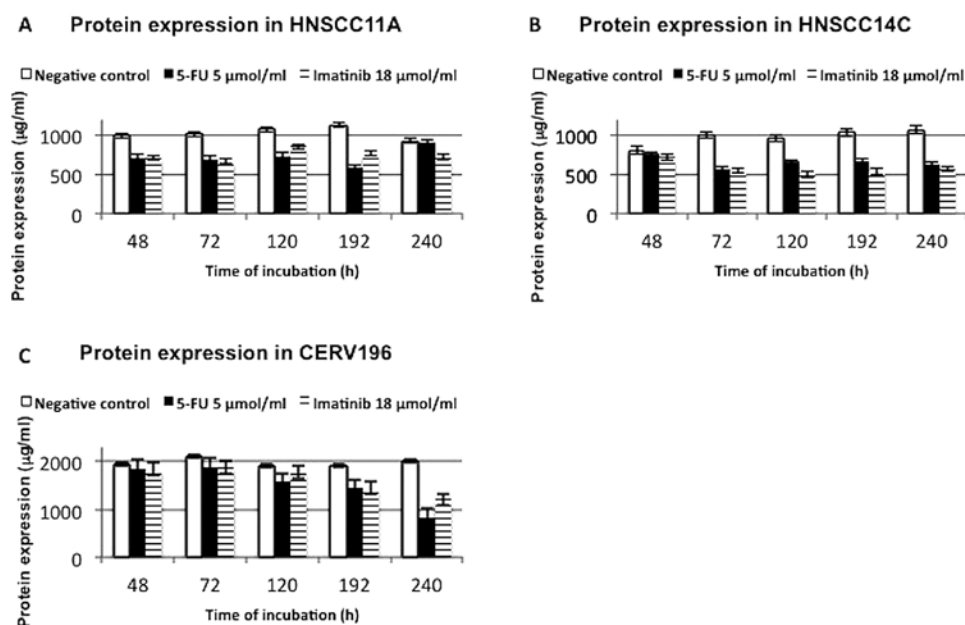 A Protein expression in HNSCC11A
Negative control 5-FU 5 µmol/ml Imatinib 18 µmol/ml
Protein expression (µg/ml)
1000
500
0
48 72 120 192 240
Time of incubation (h)
B Protein expression in HNSCC14C
Negative control 5-FU 5 µmol/ml Imatinib 18 µmol/ml
Protein expression (µg/ml)
1000
500
0
48 72 120 192 240
Time of incubation (h)
C Protein expression in CERV196
Negative control 5-FU 5 µmol/ml Imatinib 18 µmol/ml
Protein expression (µg/ml)
2000
1000
0
48 72 120 192 240
Time of incubation (h)